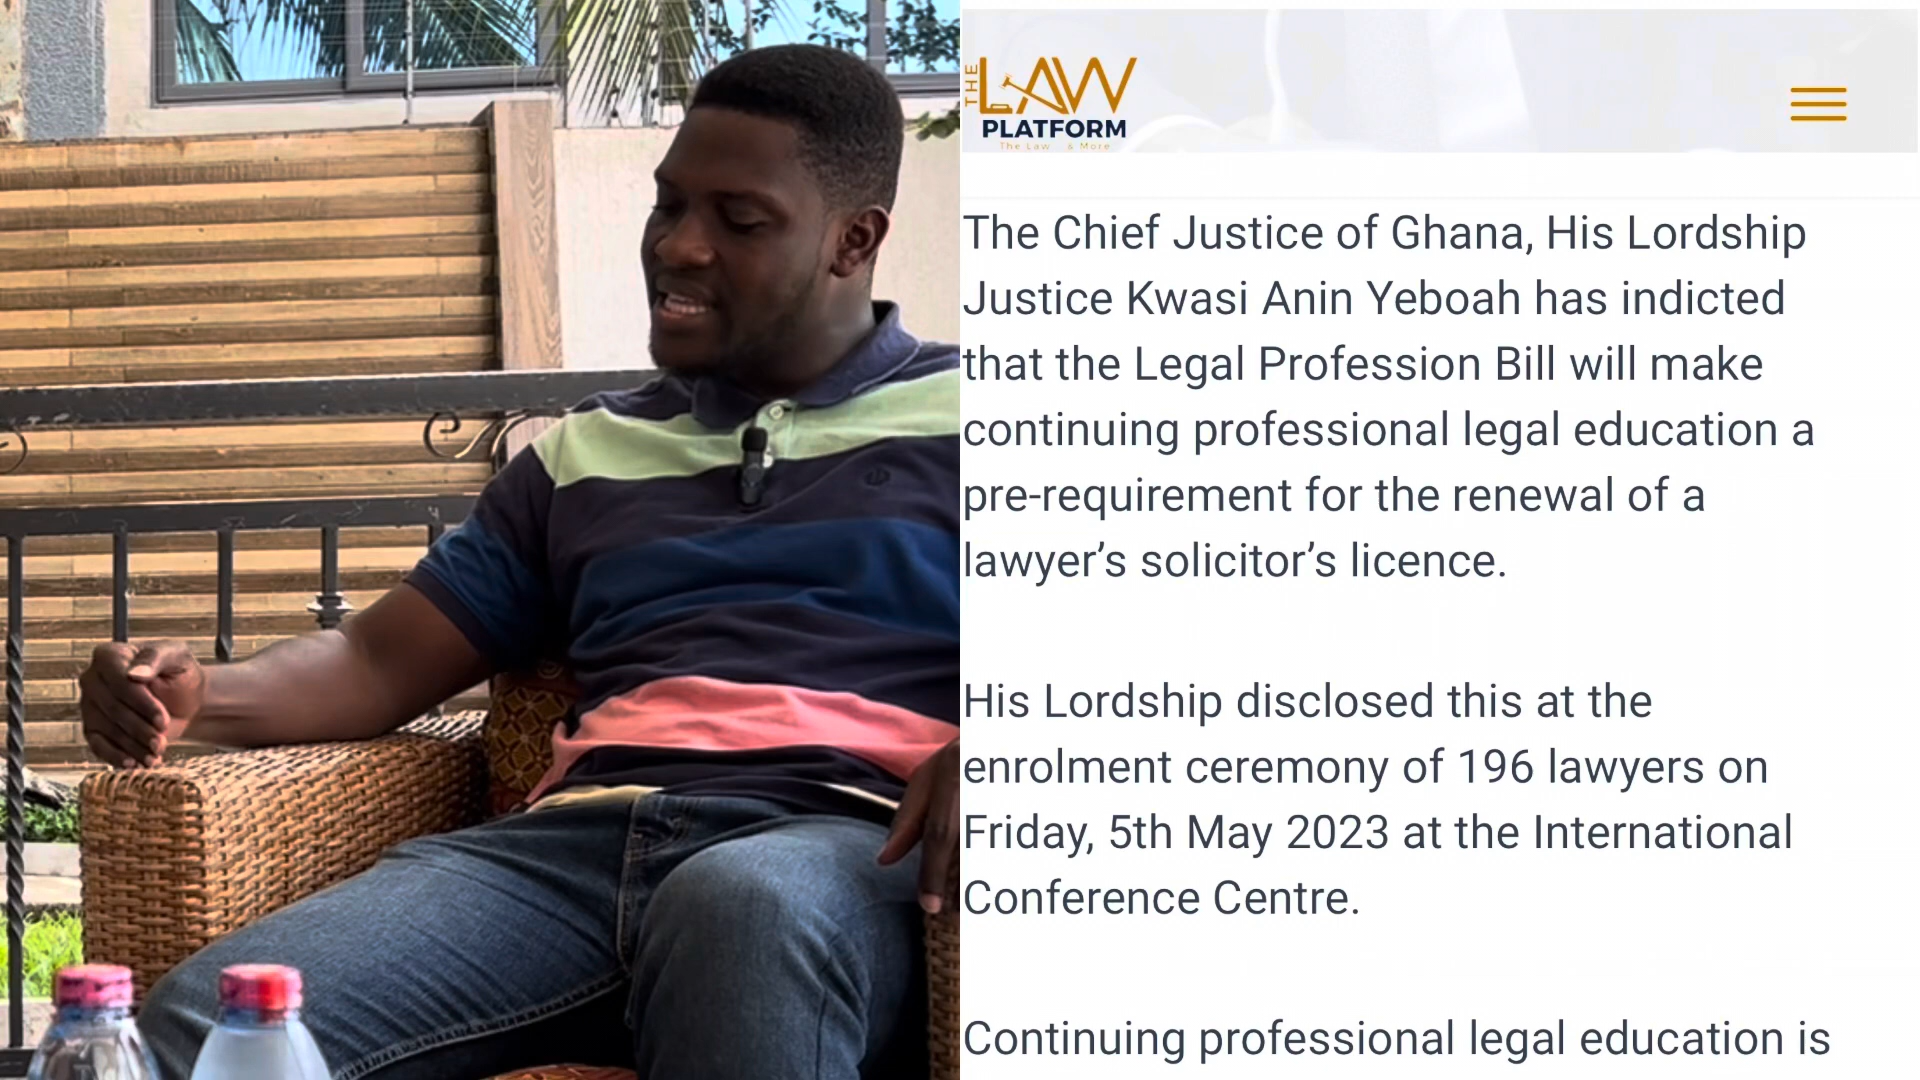 THE
LAW
PLATFORM
The Law & More
The Chief Justice of Ghana, His Lordship
Justice Kwasi Anin Yeboah has indicted
that the Legal Profession Bill will make
continuing professional legal education a
pre-requirement for the renewal of a
lawyer’s solicitor’s licence.
His Lordship disclosed this at the
enrolment ceremony of 196 lawyers on
Friday, 5th May 2023 at the International
Conference Centre.
Continuing professional legal education is